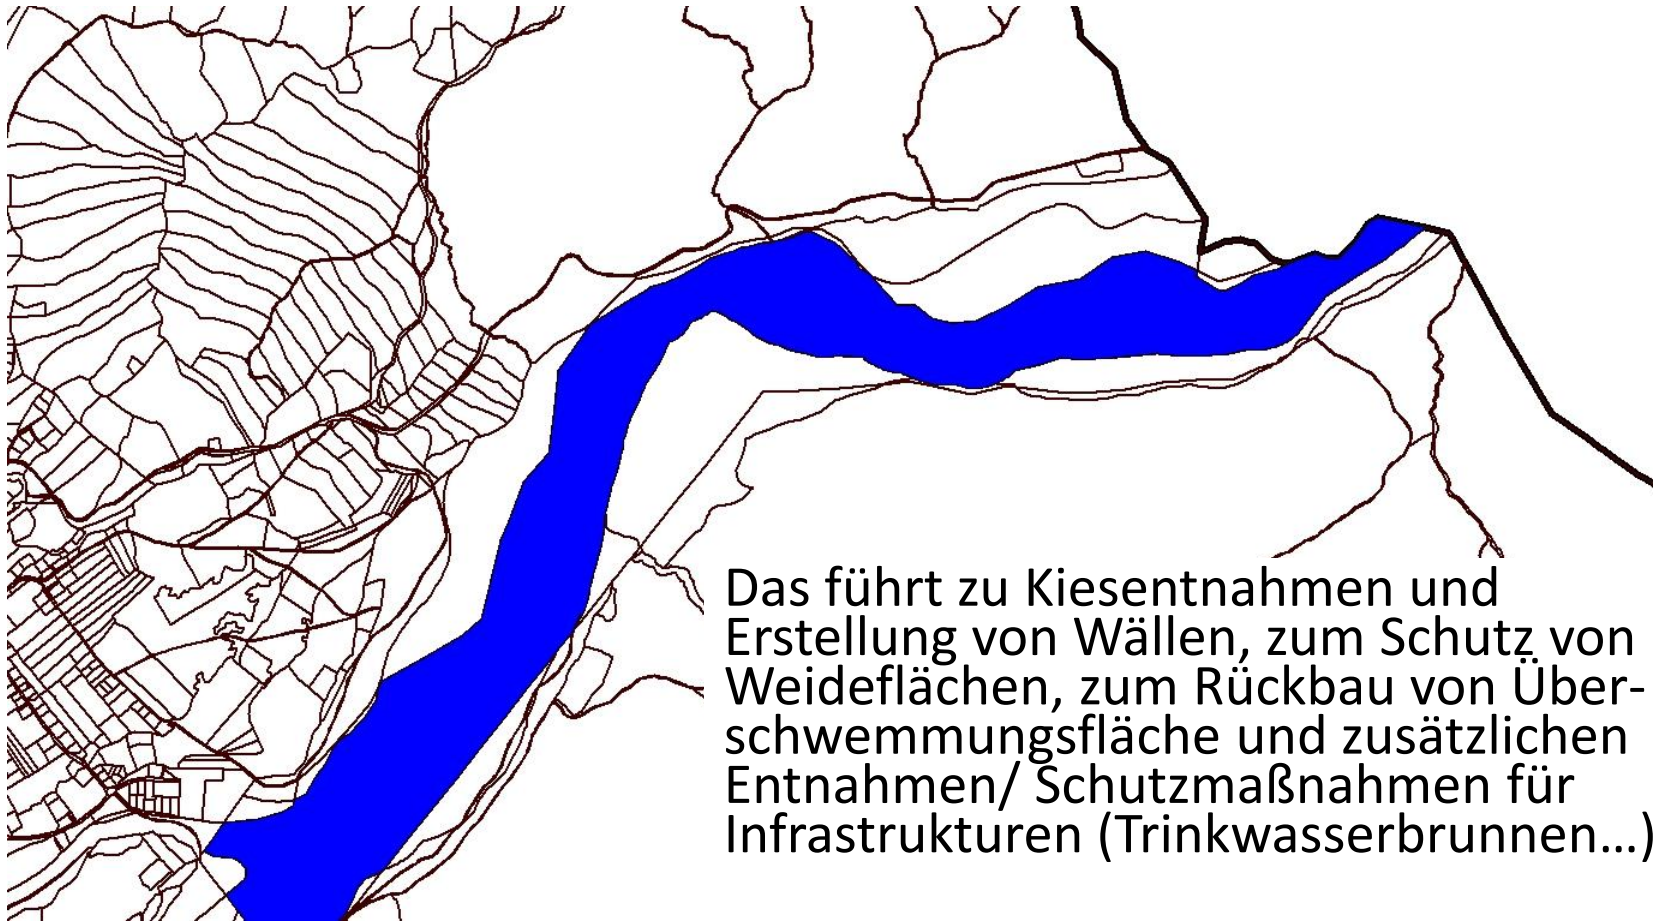 Das führt zu Kiesentnahmen und
Erstellung von Wällen, zum Schutz von
Weideflächen, zum Rückbau von Über-
schwemmungsfläche und zusätzlichen
Entnahmen/ Schutzmaßnahmen für
Infrastrukturen (Trinkwasserbrunnen…)